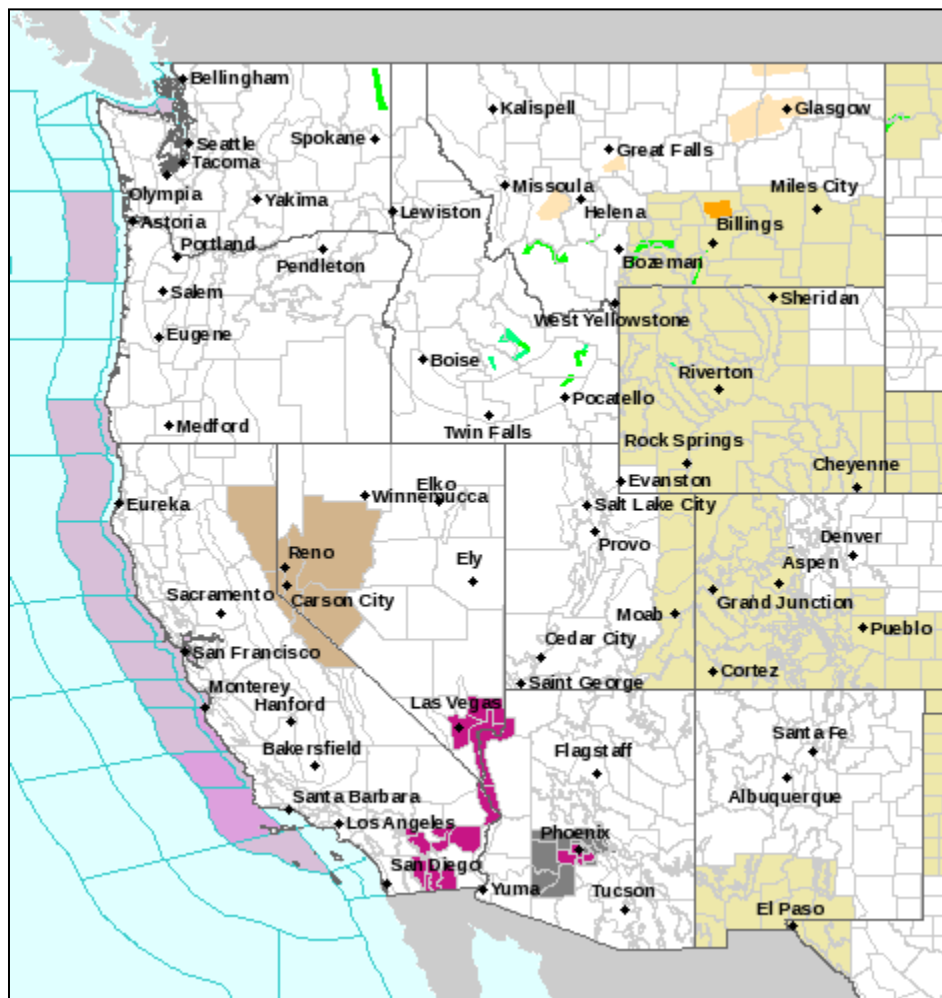 Bellingham
Kalispell
Glasgow
Spokane
Seattle
Great Falls
Tacoma
Missoula
Miles City
Olympia
Yakima
Helena
Lewiston
Astoria
Billings
Portland
Bozeman
Pendleton
Salem
Sheridan
West Yellowstone
Eugene
Boise
Riverton
Pocatello
Medford
Twin Falls
Rock Springs
Cheyenne
Evanston
Elko
Winnemucca
Eureka
Salt Lake City
Provo
Denver
Reno
Ely
Aspen
Sacramento
Carson City
Grand Junction
Moab
Pueblo
Cedar City
San Francisco
Cortez
Saint George
Monterey
Hanford
Las Vegas
Santa Fe
Flagstaff
Bakersfield
Albuquerque
Santa Barbara
Los Angeles
Phoenix
San Diego
Yuma
Tucson
El Paso